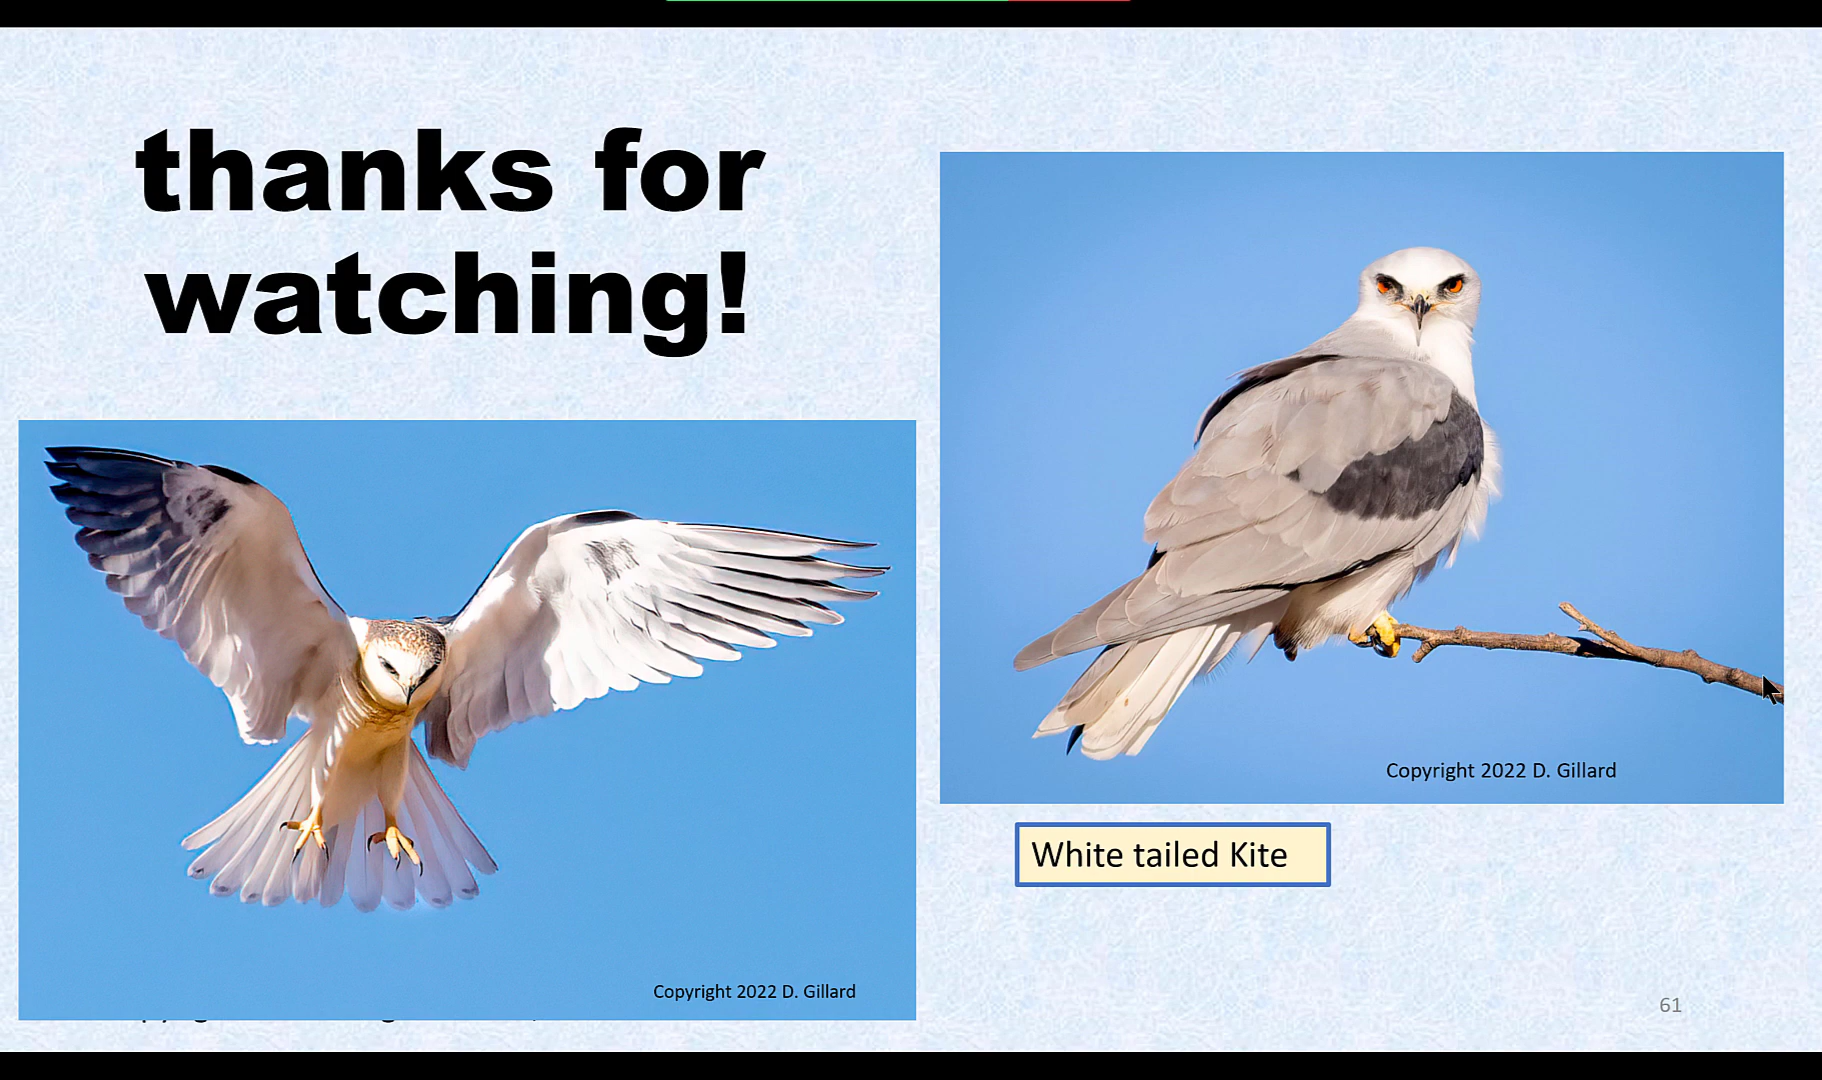 thanks for
watching!
Copyright 2022 D. Gillard
White tailed Kite
Copyright 2022 D. Gillard
61